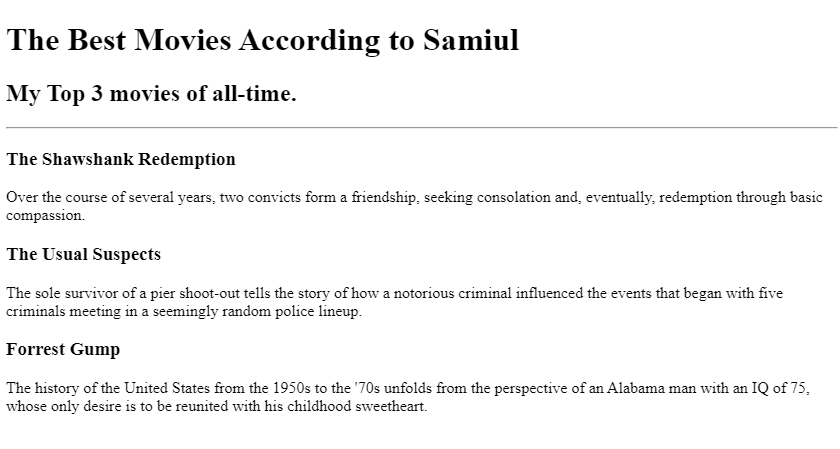 The Best Movies According to Samiul
My Top 3 movies of all-time.
The Shawshank Redemption
Over the course of several years, two convicts form a friendship, seeking consolation and, eventually, redemption through basic
compassion.
The Usual Suspects
The sole survivor of a pier shoot-out tells the story of how a notorious criminal influenced the events that began with five
criminals meeting in a seemingly random police lineup.
Forrest Gump
The history of the United States from the 1950s to the '70s unfolds from the perspective of an Alabama man with an IQ of 75,
whose only desire is to be reunited with his childhood sweetheart.